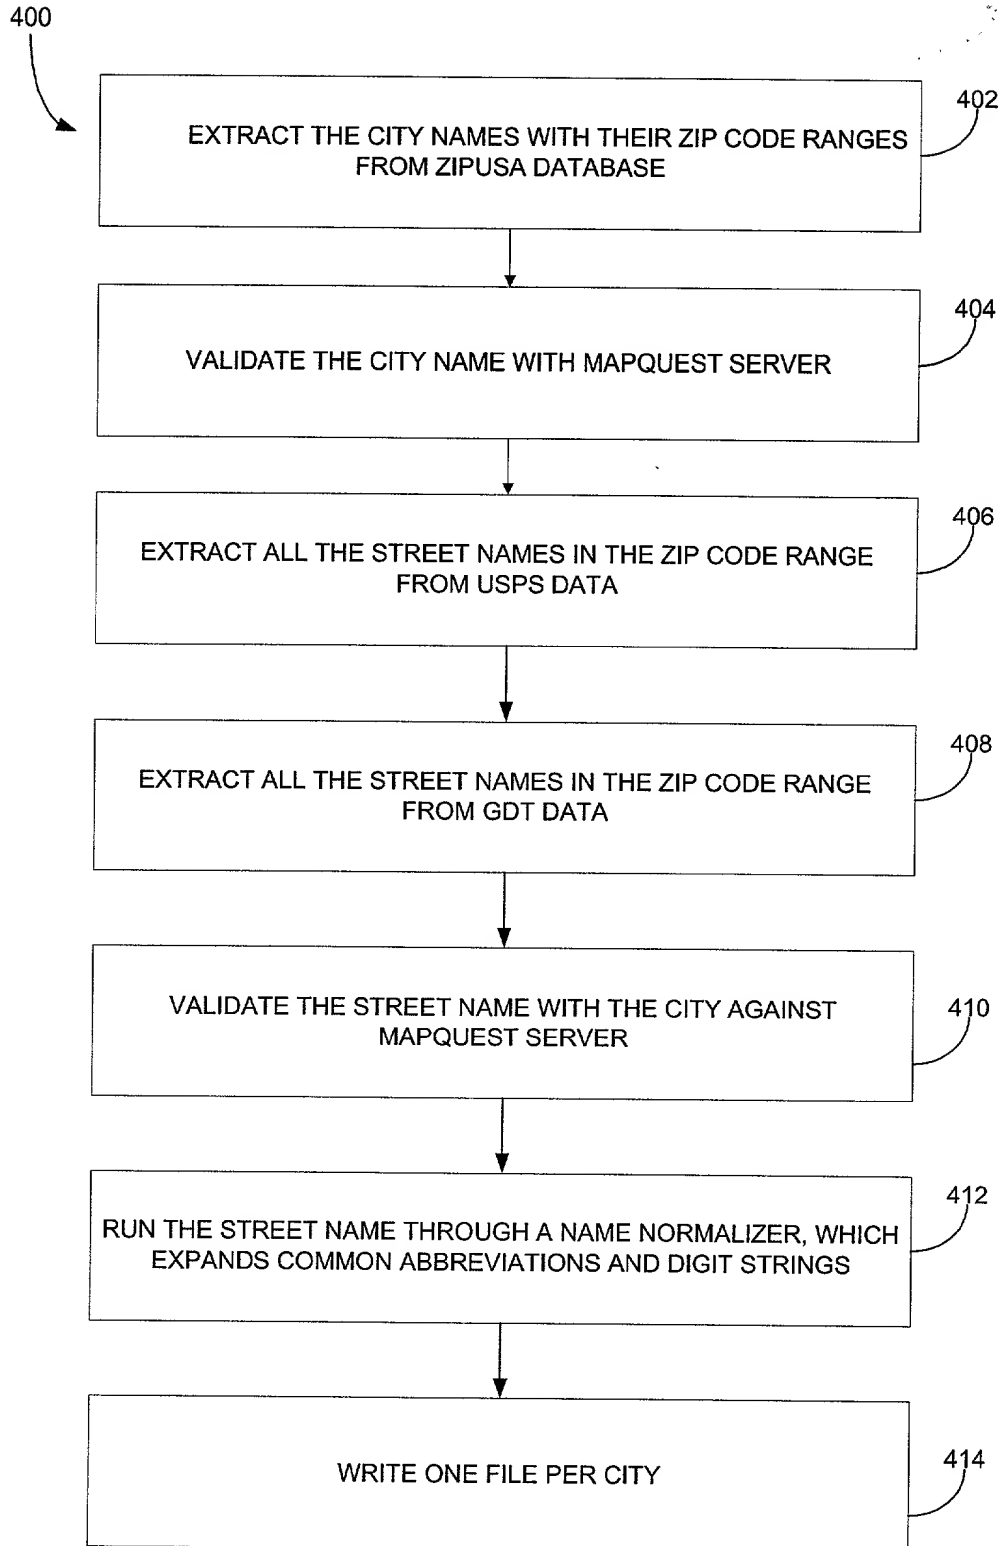 400
402
EXTRACT THE CITY NAMES WITH THEIR ZIP CODE RANGES
FROM ZIPUSA DATABASE
404
VALIDATE THE CITY NAME WITH MAPQUEST SERVER
406
EXTRACT ALL THE STREET NAMES IN THE ZIP CODE RANGE
FROM USPS DATA
408
EXTRACT ALL THE STREET NAMES IN THE ZIP CODE RANGE
FROM GDT DATA
410
VALIDATE THE STREET NAME WITH THE CITY AGAINST
MAPQUEST SERVER
412
RUN THE STREET NAME THROUGH A NAME NORMALIZER, WHICH
EXPANDS COMMON ABBREVIATIONS AND DIGIT STRINGS
414
WRITE ONE FILE PER CITY